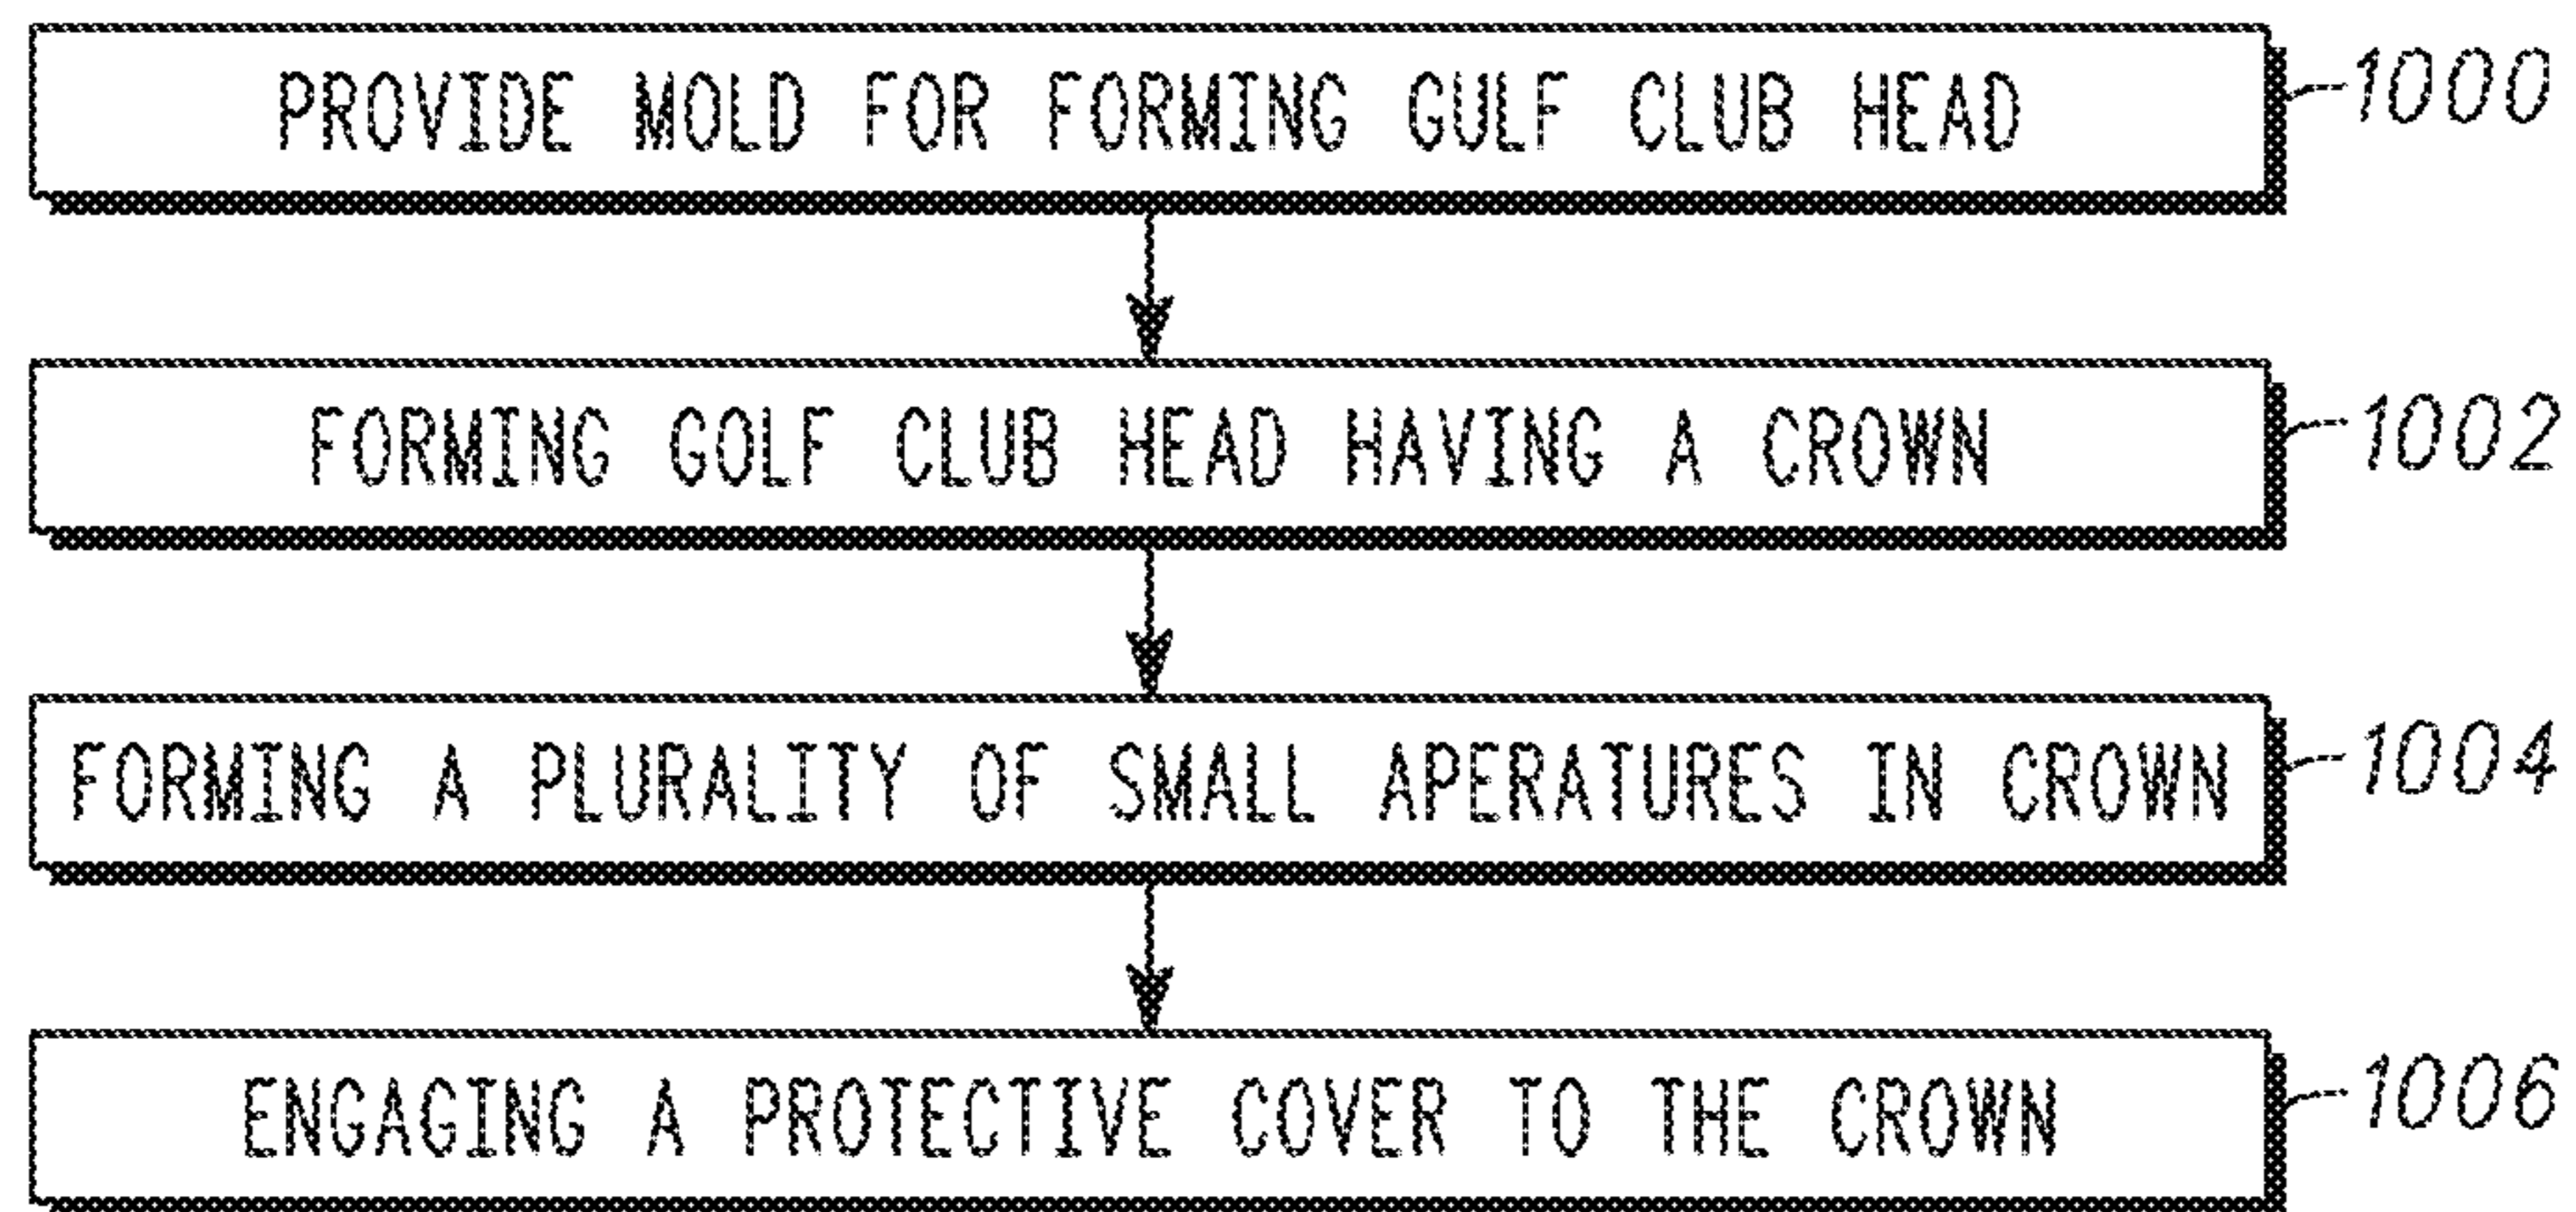 PROVIDE MOLD FOR FORMING GULF CLUB HEAD 1000
FORMING GOLF CLUB HEAD HAVING A CROWN 1002
FORMING A PLURALITY OF SMALL APERATURES IN CROWN 1004
ENGAGING A PROTECTIVE COVER TO THE CROWN 1006